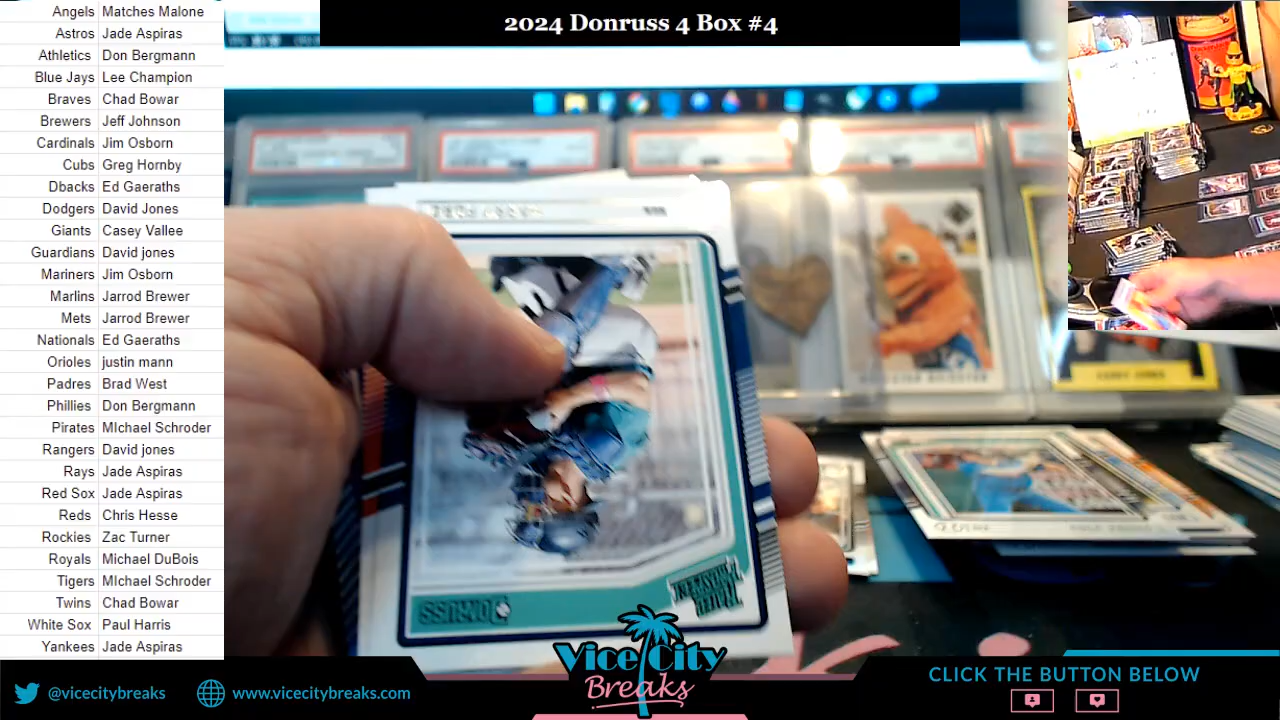 2024 Donruss 4 Box #4
Angels Matches Malone
Astros Jade Aspiras
Athletics Don Bergmann
Blue Jays Lee Champion
Braves Chad Bowar
Brewers Jeff Johnson
Cardinals Jim Osborn
Cubs Greg Hornby
Dbacks Ed Gaeraths
Dodgers David Jones
Giants Casey Vallee
Guardians David jones
Mariners Jim Osborn
Marlins Jarrod Brewer
Mets Jarrod Brewer
Nationals Ed Gaeraths
Orioles justin mann
Padres Brad West
Phillies Don Bergmann
Pirates MIchael Schroder
Rangers David jones
Rays Jade Aspiras
Red Sox Jade Aspiras
Reds Chris Hesse
Rockies Zac Turner
Royals Michael DuBois
Tigers MIchael Schroder
Twins Chad Bowar
White Sox Paul Harris
Yankees Jade Aspiras
RATED
PROSPECT
DONRUSS
Vice City
Breaks
@vicecitybreaks
www.vicecitybreaks.com
CLICK THE BUTTON BELOW